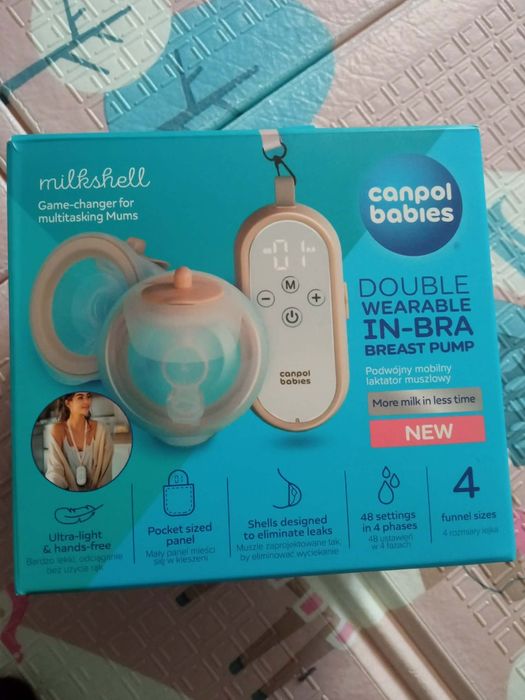 milkshell
Game-changer for
multitasking Mums
canpol
babies
-01
M
- +
canpol
babies
DOUBLE
WEARABLE
IN-BRA
BREAST PUMP
Podwójny mobilny
laktator muszlowy
More milk in less time
NEW
Ultra-light
& hands-free
Bardzo lekki, odciąganie
bez użycia rąk
Pocket sized
panel
Mały panel mieści
się w kieszeni
Shells designed
to eliminate leaks
Muszle zaprojektowane tak,
by eliminować wyciekanie
48 settings
in 4 phases
48 ustawień
w 4 fazach
4
funnel sizes
4 rozmiary lejka